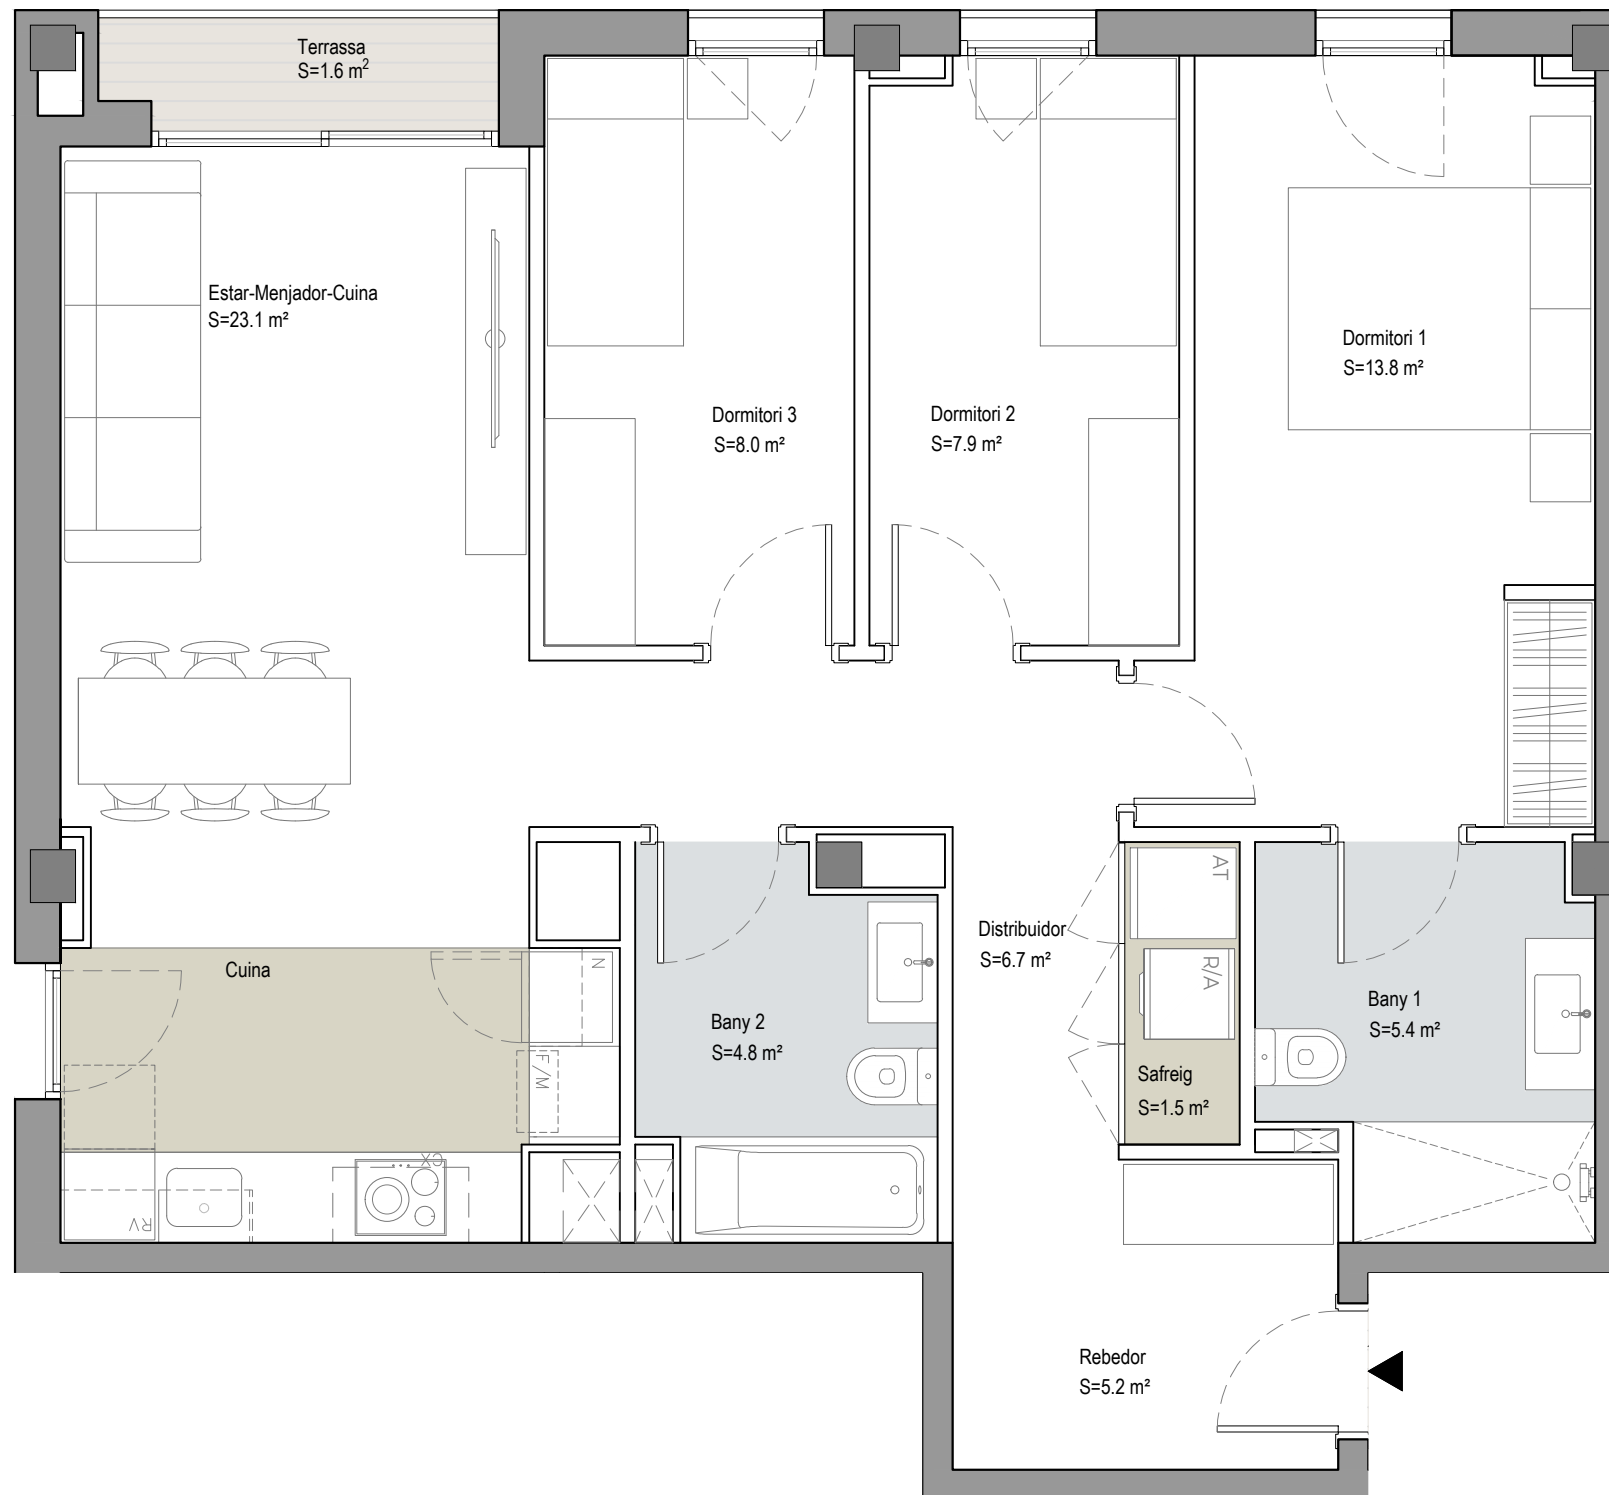 Terrassa
S=1.6 m²
Estar-Menjador-Cuina
S=23.1 m²
Dormitori 1
S=13.8 m²
Dormitori 3
S=8.0 m²
Dormitori 2
S=7.9 m²
AT
Distribuidor
S=6.7 m²
Cuina
N
R/A
Bany 1
S=5.4 m²
Bany 2
S=4.8 m²
F/M
Safreig
S=1.5 m²
RV
Rebedor
S=5.2 m²